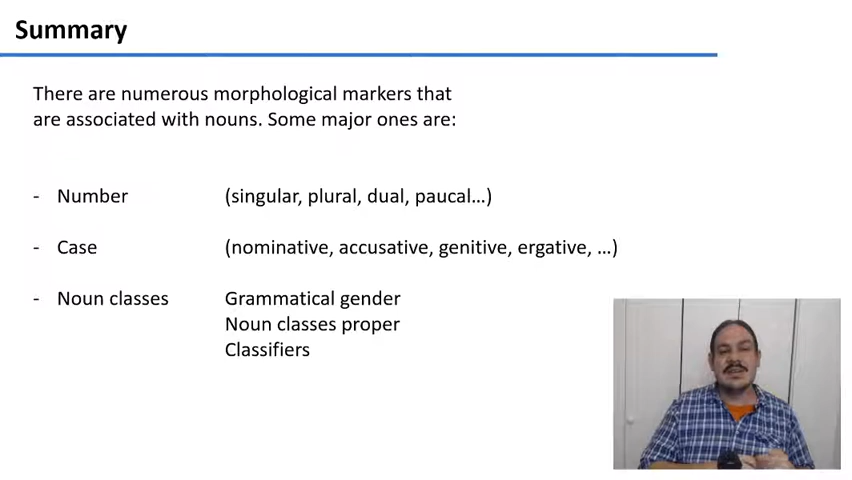 Summary
There are numerous morphological markers that
are associated with nouns. Some major ones are:
- Number (singular, plural, dual, paucal…)
- Case (nominative, accusative, genitive, ergative, …)
- Noun classes Grammatical gender
Noun classes proper
Classifiers